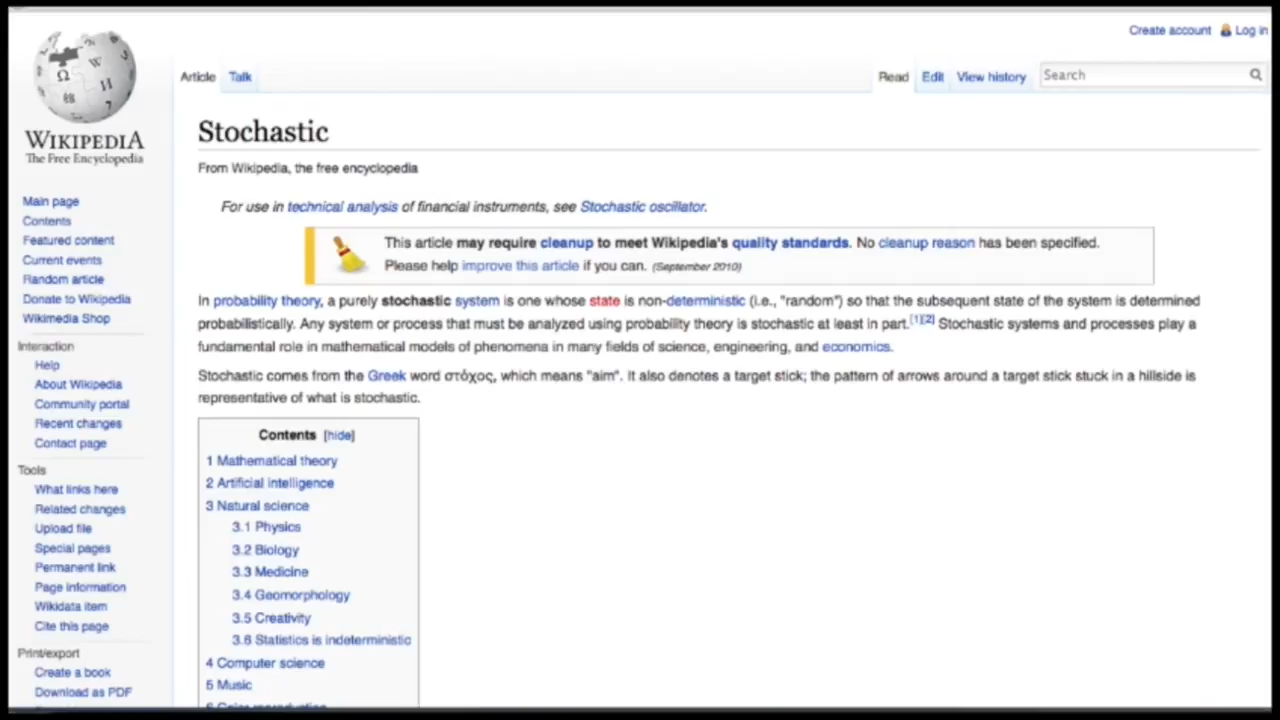 Create account Log in
WIKIPEDIA
The Free Encyclopedia
Article Talk Read Edit View history Search
Stochastic
From Wikipedia, the free encyclopedia
For use in technical analysis of financial instruments, see Stochastic oscillator.
This article may require cleanup to meet Wikipedia's quality standards. No cleanup reason has been specified.
Please help improve this article if you can. (September 2010)
In probability theory, a purely stochastic system is one whose state is non-deterministic (i.e., "random") so that the subsequent state of the system is determined
probabilistically. Any system or process that must be analyzed using probability theory is stochastic at least in part.[1][2] Stochastic systems and processes play a
fundamental role in mathematical models of phenomena in many fields of science, engineering, and economics.
Stochastic comes from the Greek word στόχος, which means "aim". It also denotes a target stick; the pattern of arrows around a target stick stuck in a hillside is
representative of what is stochastic.
Contents [hide]
1 Mathematical theory
2 Artificial intelligence
3 Natural science
3.1 Physics
3.2 Biology
3.3 Medicine
3.4 Geomorphology
3.5 Creativity
3.6 Statistics is indeterministic
4 Computer science
5 Music
Main page
Contents
Featured content
Current events
Random article
Donate to Wikipedia
Wikimedia Shop
Interaction
Help
About Wikipedia
Community portal
Recent changes
Contact page
Tools
What links here
Related changes
Upload file
Special pages
Permanent link
Page information
Wikidata item
Cite this page
Print/export
Create a book
Download as PDF